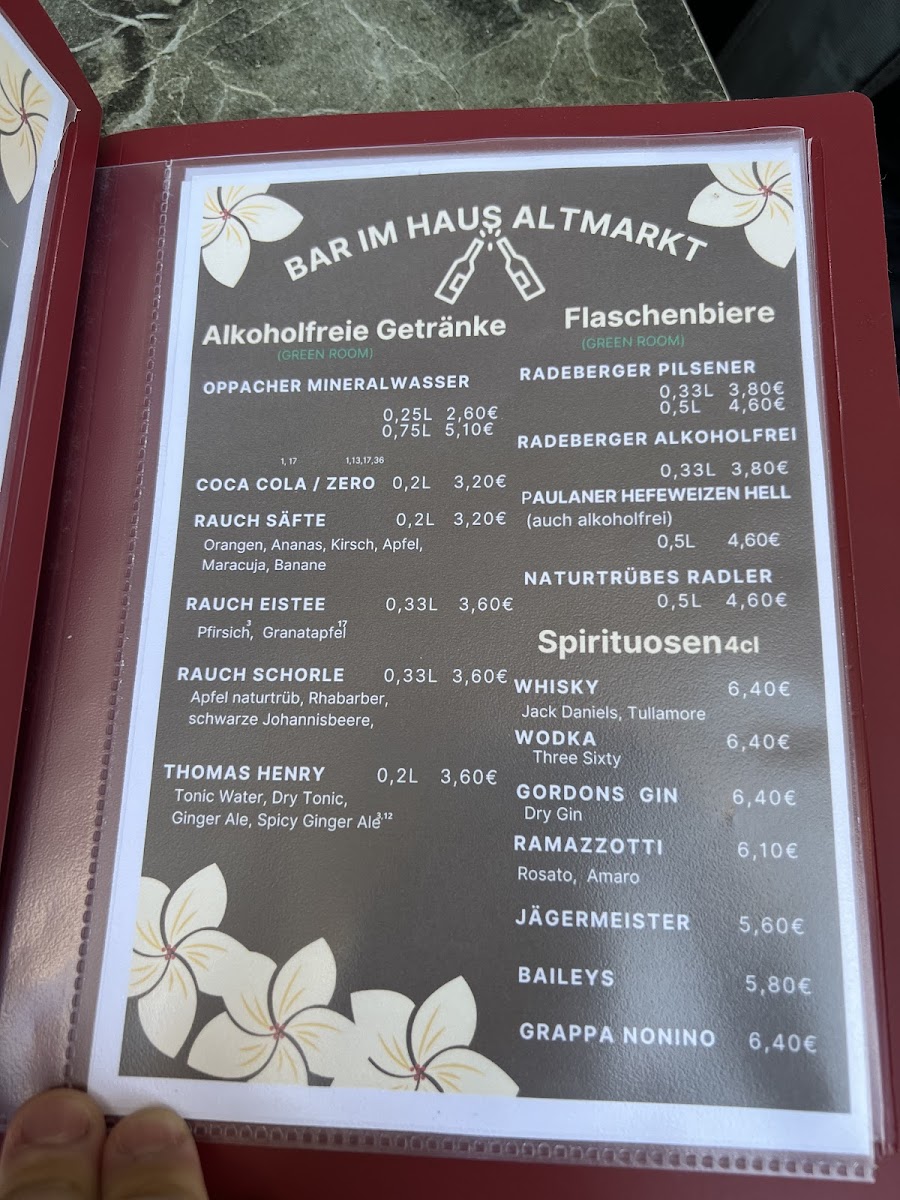 BAR IM HAUS ALTMARKT
Alkoholfreie Getränke
(GREEN ROOM)
OPPACHER MINERALWASSER
0,25L 2,60€
0,75L 5,10€
1, 17 1,13,17,36
COCA COLA / ZERO 0,2L 3,20€
RAUCH SÄFTE 0,2L 3,20€
Orangen, Ananas, Kirsch, Apfel,
Maracuja, Banane
RAUCH EISTEE 0,33L 3,60€
Pfirsich,³ Granatapfel¹⁷
RAUCH SCHORLE 0,33L 3,60€
Apfel naturtrüb, Rhabarber,
schwarze Johannisbeere,
THOMAS HENRY 0,2L 3,60€
Tonic Water, Dry Tonic,
Ginger Ale, Spicy Ginger Ale 3,12
Flaschenbiere
(GREEN ROOM)
RADEBERGER PILSENER
0,33L 3,80€
0,5L 4,60€
RADEBERGER ALKOHOLFREI
0,33L 3,80€
PAULANER HEFEWEIZEN HELL
(auch alkoholfrei)
0,5L 4,60€
NATURTRÜBES RADLER
0,5L 4,60€
Spirituosen 4cl
WHISKY 6,40€
Jack Daniels, Tullamore
WODKA 6,40€
Three Sixty
GORDONS GIN 6,40€
Dry Gin
RAMAZZOTTI 6,10€
Rosato, Amaro
JÄGERMEISTER 5,60€
BAILEYS 5,80€
GRAPPA NONINO 6,40€